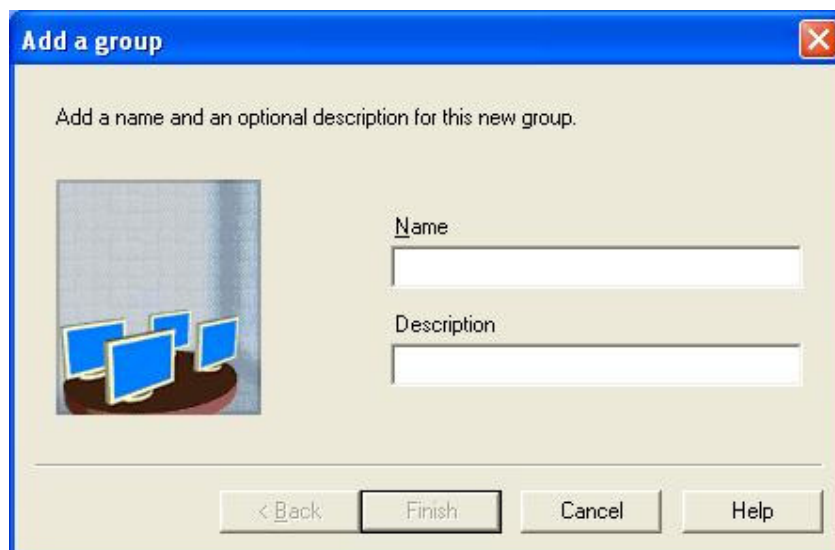 Add a group
Add a name and an optional description for this new group.
Name
Description
< Back Finish Cancel Help